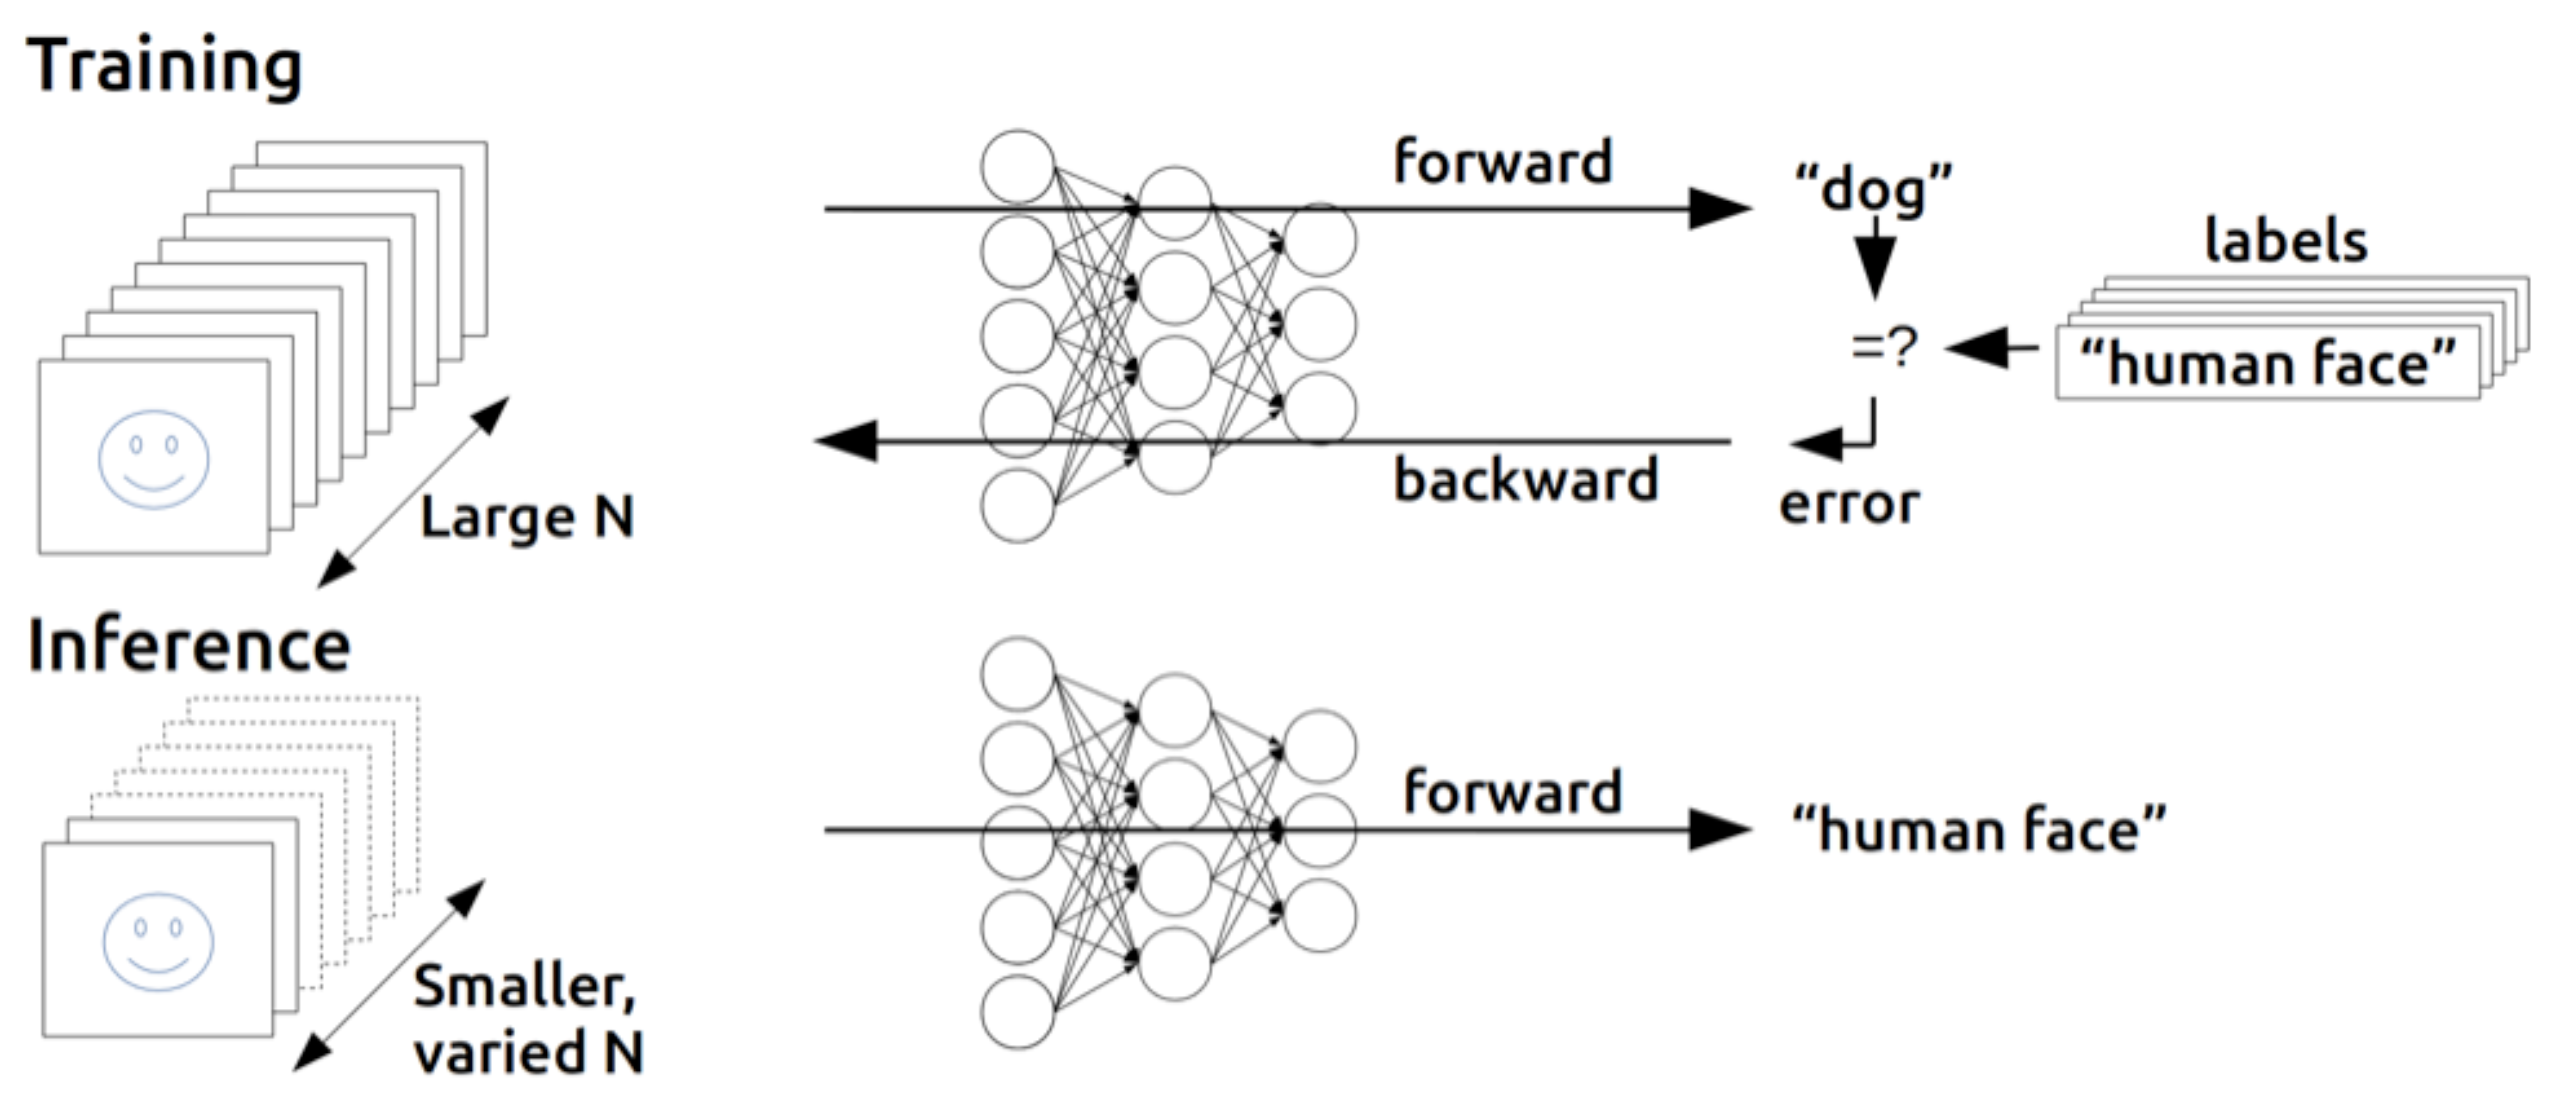 Training
forward
“dog”
labels
=?
“human face”
Large N
backward
error
Inference
forward
“human face”
Smaller,
varied N